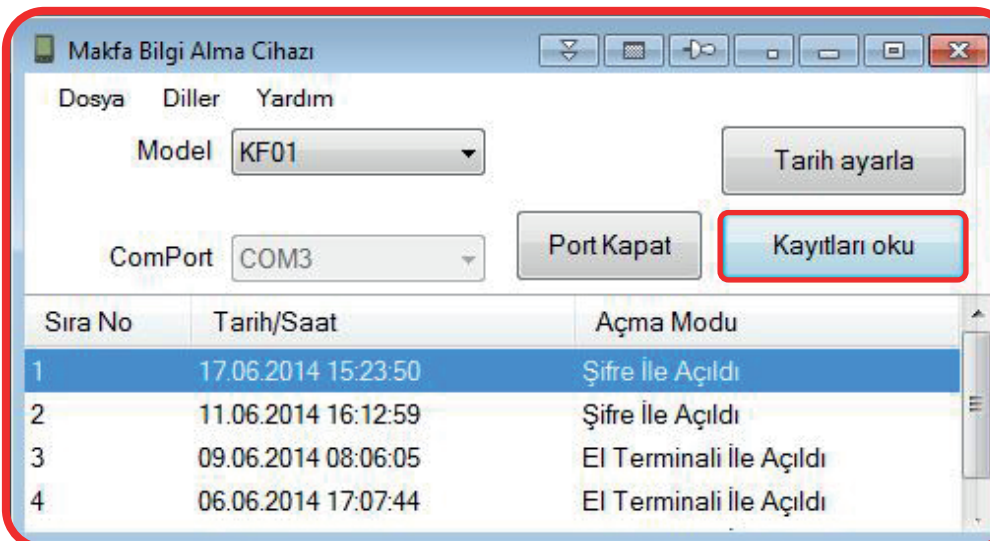 Makfa Bilgi Alma Cihazı
Dosya Diller Yardım
Model KF01
Tarih ayarla
ComPort COM3 Port Kapat Kayıtları oku
Sıra No Tarih/Saat Açma Modu
1 17.06.2014 15:23:50 Şifre İle Açıldı
2 11.06.2014 16:12:59 Şifre İle Açıldı
3 09.06.2014 08:06:05 El Terminali İle Açıldı
4 06.06.2014 17:07:44 El Terminali İle Açıldı